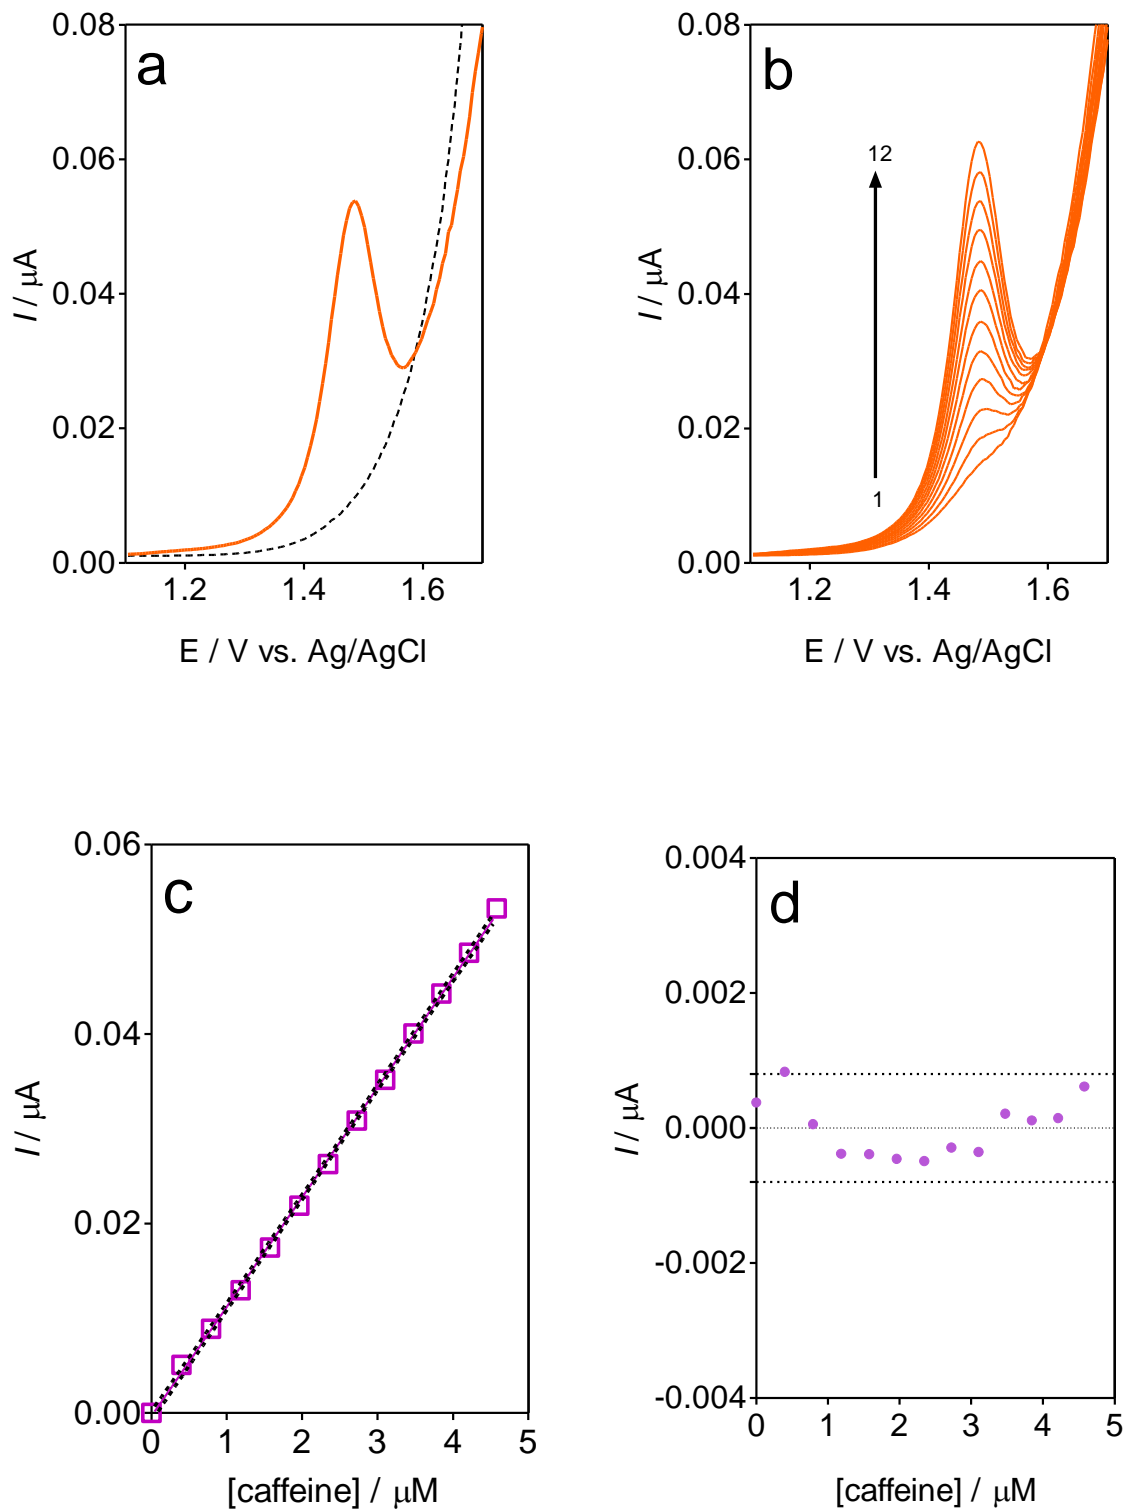 a
0.08
0.06
0.04
0.02
0.00
I / μA
1.2 1.4 1.6
E / V vs. Ag/AgCl
b
0.08
0.06
0.04
0.02
0.00
I / μA
12
1
1.2 1.4 1.6
E / V vs. Ag/AgCl
c
0.06
0.04
0.02
0.00
I / μA
0 1 2 3 4 5
[caffeine] / μM
d
0.004
0.002
0.000
-0.002
-0.004
I / μA
0 1 2 3 4 5
[caffeine] / μM